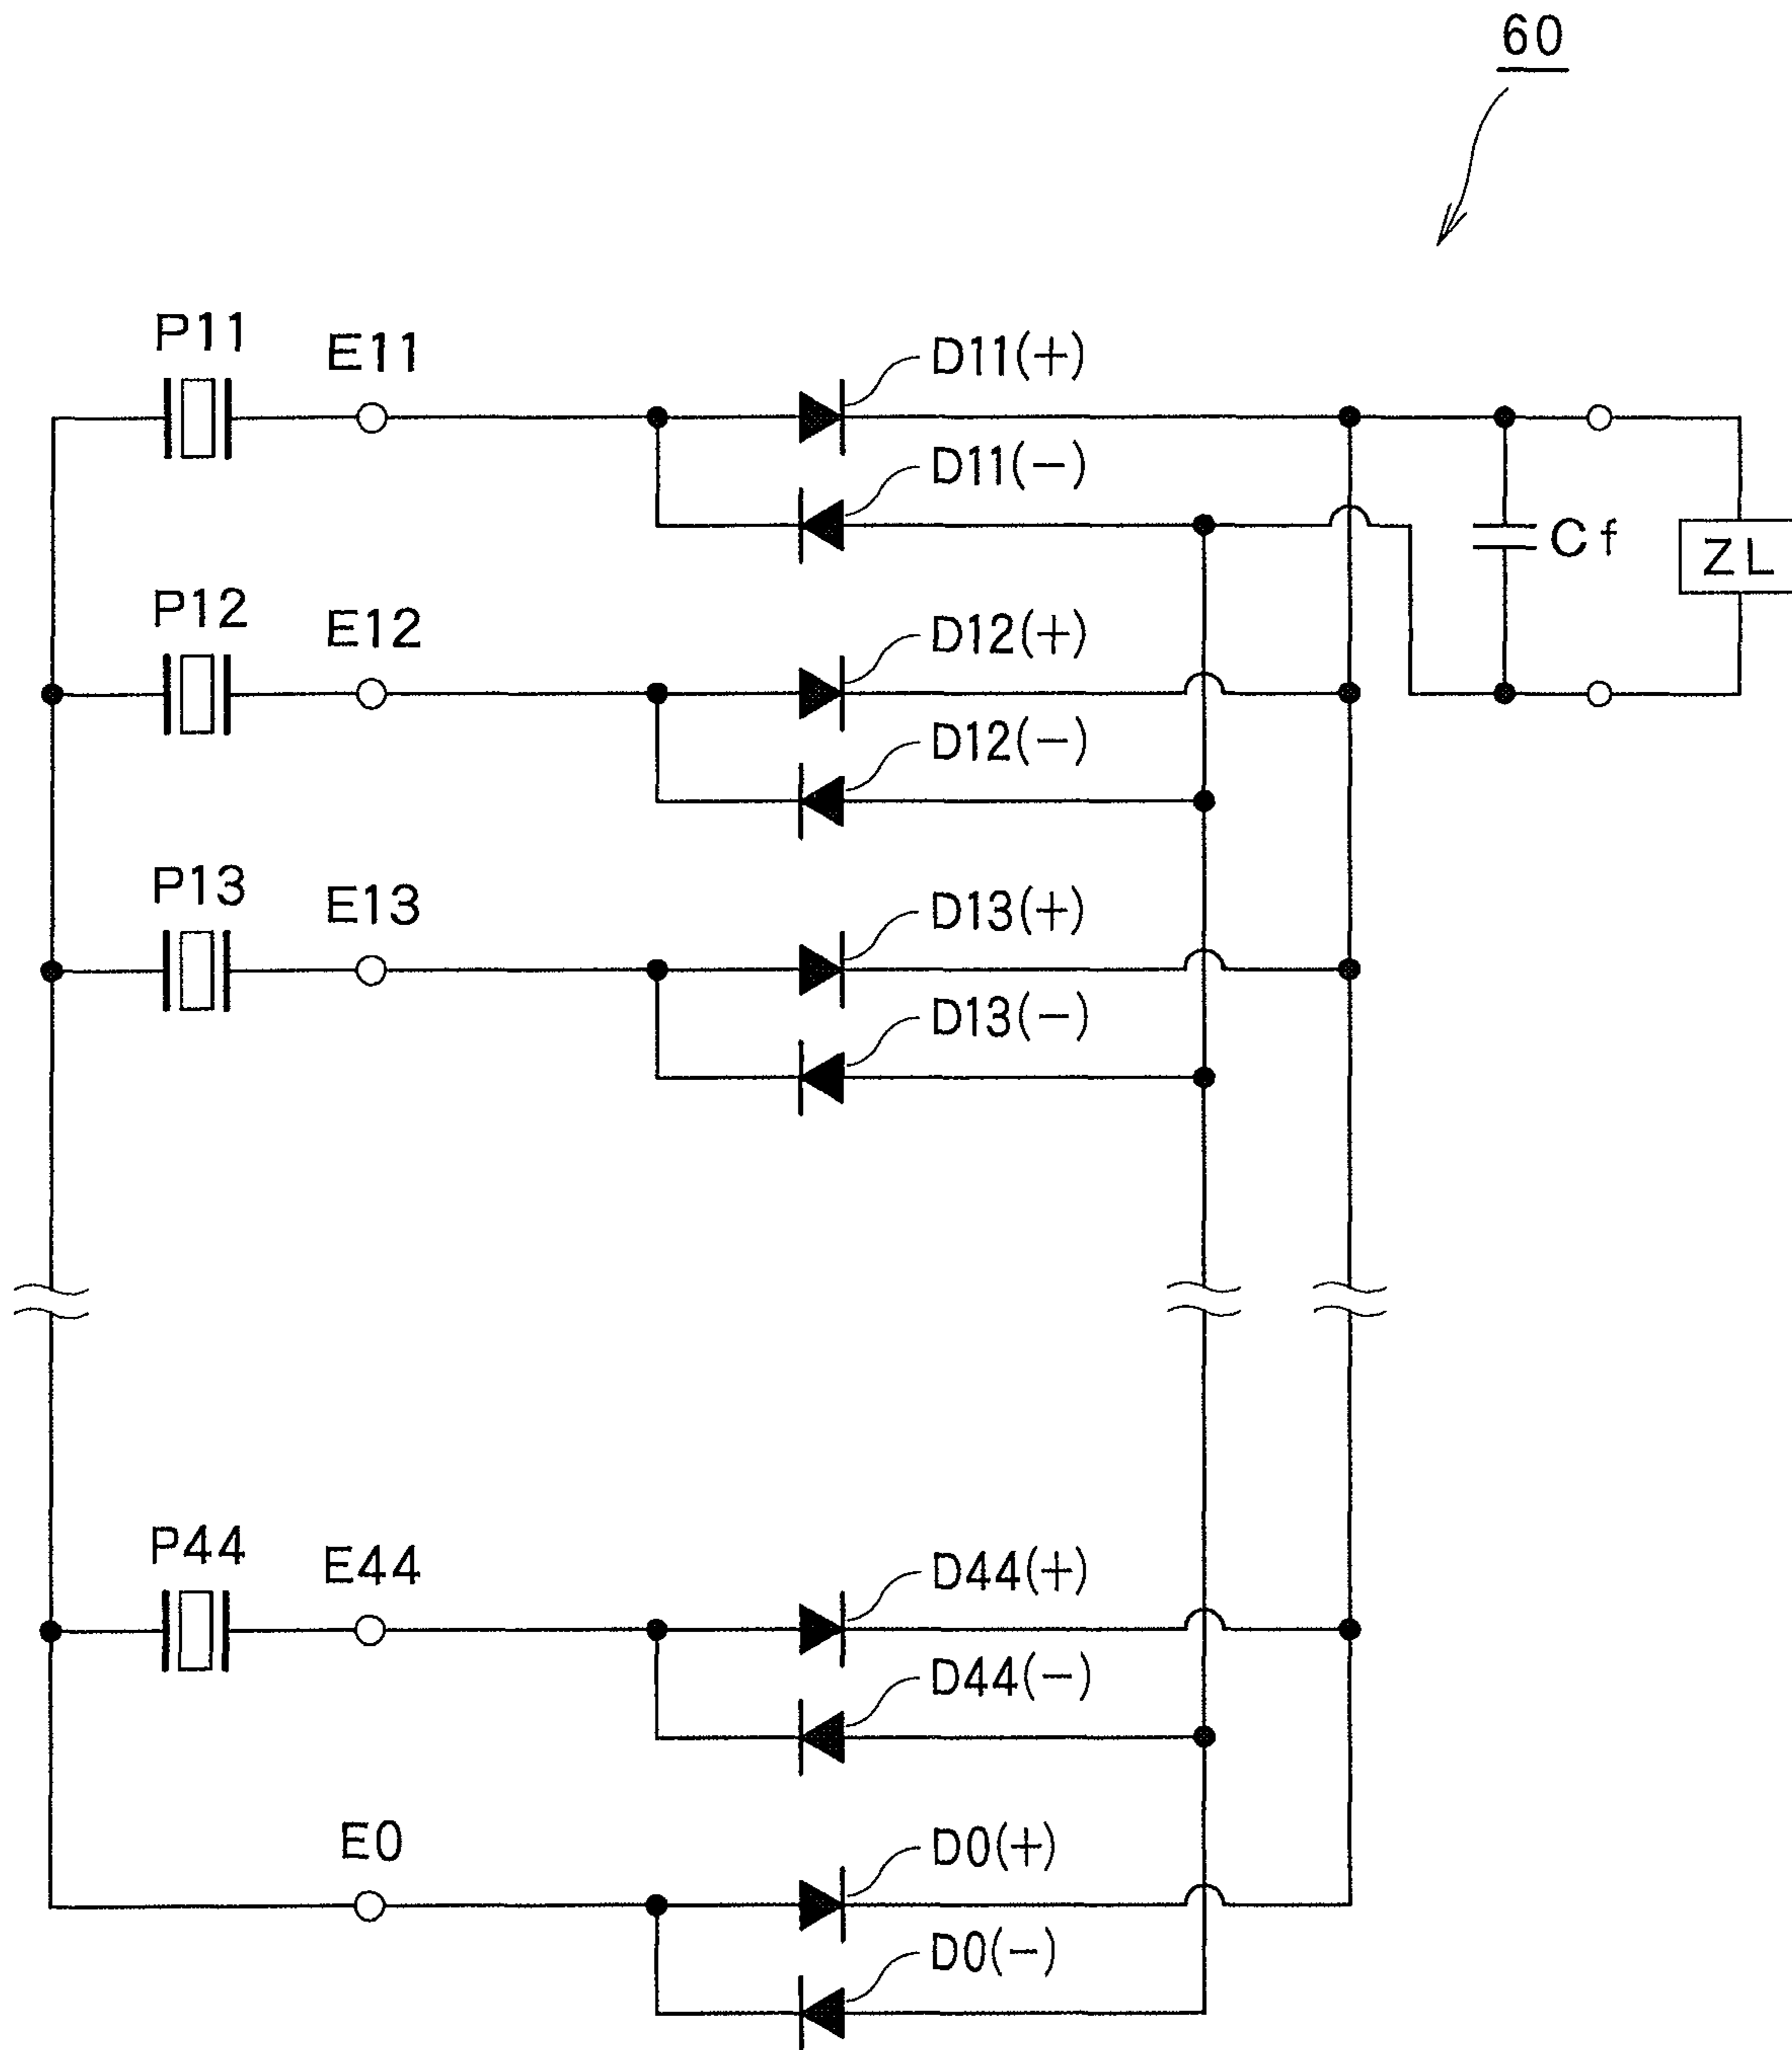 60
P11
E11
D11(+)
D11(-)
Cf
ZL
P12
E12
D12(+)
D12(-)
P13
E13
D13(+)
D13(-)
P44
E44
D44(+)
D44(-)
E0
D0(+)
D0(-)